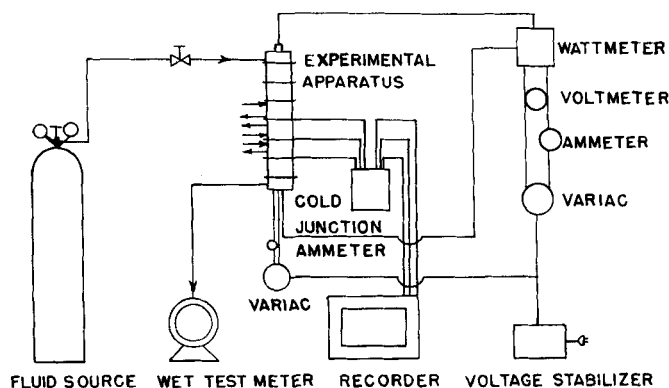 EXPERIMENTAL
APPARATUS
WATTMETER
VOLTMETER
AMMETER
VARIAC
COLD
JUNCTION
AMMETER
VARIAC
FLUID SOURCE
WET TEST METER
RECORDER
VOLTAGE STABILIZER